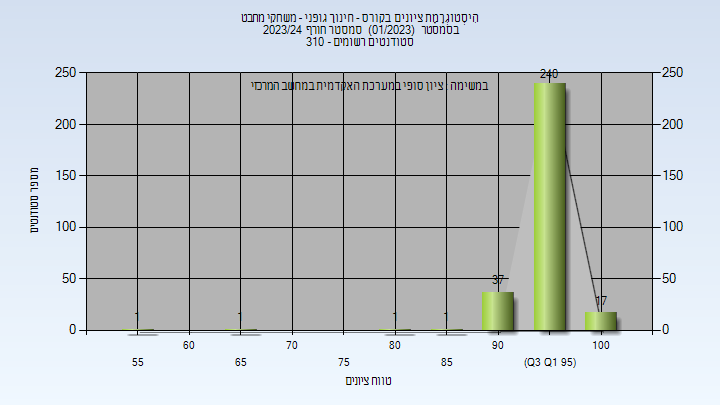 היסטוגרמת ציונים בקורס - חינוך גופני - משחקי מחבט
בסמסטר (01/2023) סמסטר חורף 2023/24
סטודנטים רשומים - 310
במשימה : ציון סופי במערכת האקדמית במחשב המרכזי
מספר סטודנטים
250 250
200 200
150 150
100 100
50 50
0 0
1 1 1 1 37 240 17
60 70 80 90 100
55 65 75 85 (Q3 Q1 95)
טווח ציונים